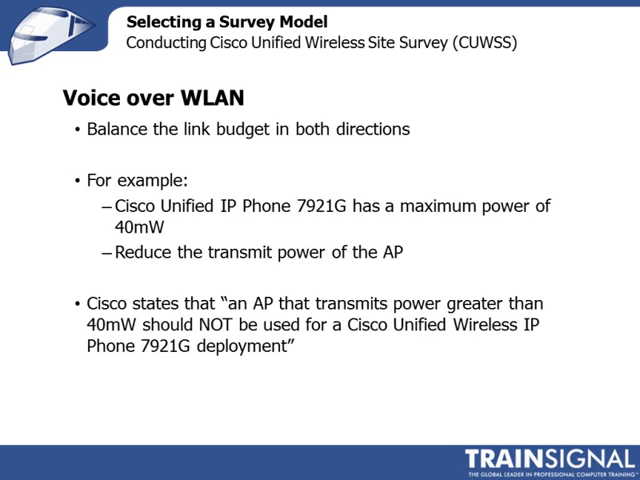 Selecting a Survey Model
Conducting Cisco Unified Wireless Site Survey (CUWSS)
Voice over WLAN
• Balance the link budget in both directions
• For example:
– Cisco Unified IP Phone 7921G has a maximum power of
40mW
– Reduce the transmit power of the AP
• Cisco states that “an AP that transmits power greater than
40mW should NOT be used for a Cisco Unified Wireless IP
Phone 7921G deployment”
TRAINSIGNAL
THE GLOBAL LEADER IN PROFESSIONAL COMPUTER TRAINING